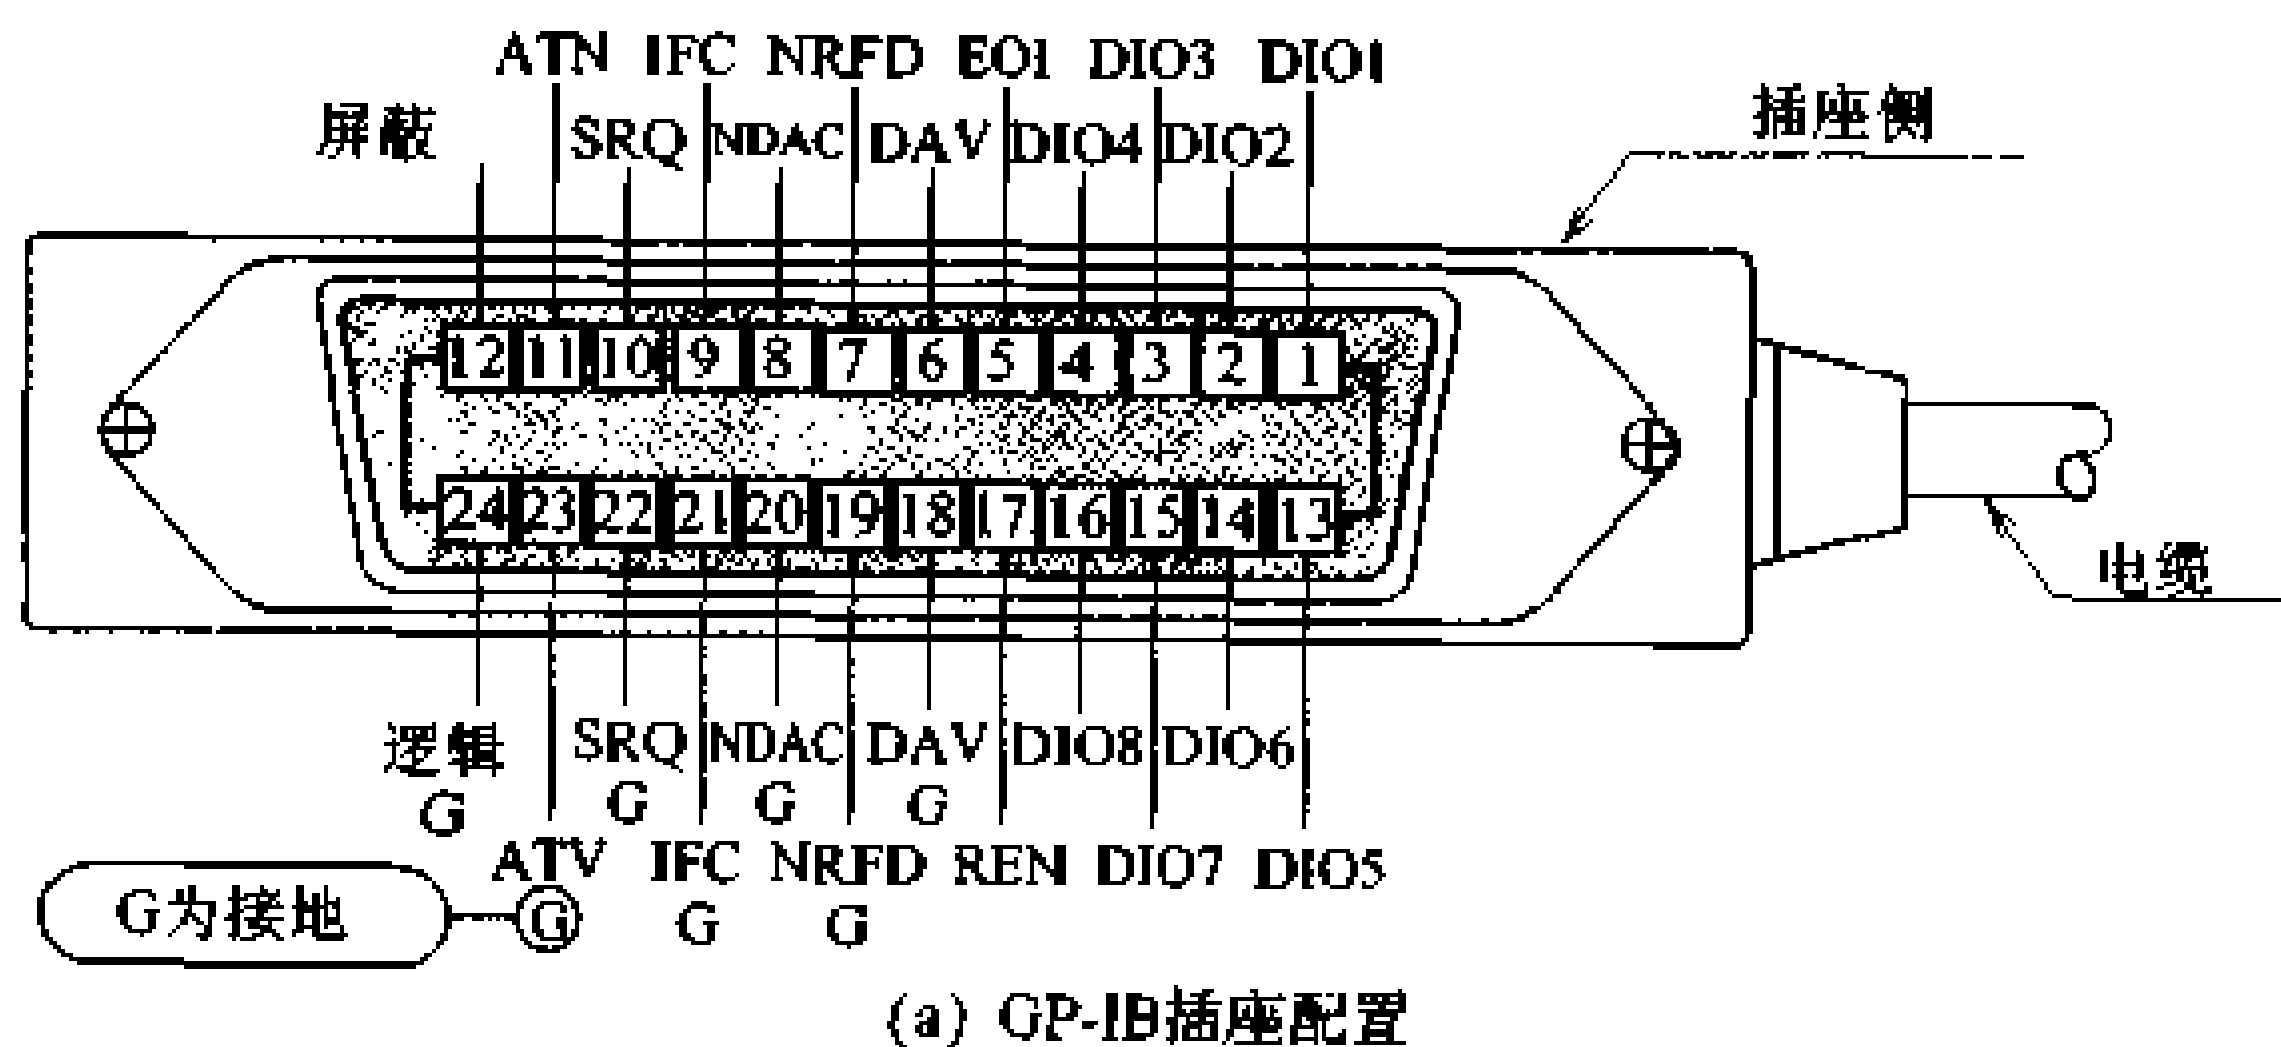 ATN IFC NRFD EOI DIO3 DIO1
屏蔽 SRQ NDAC DAV DIO4 DIO2
插座侧
12 11 10 9 8 7 6 5 4 3 2 1
24 23 22 21 20 19 18 17 16 15 14 13
电缆
逻辑 SRQ NDAC DAV DIO8 DIO6
G G G G
ATV IFC NRFD REN DIO7 DIO5
G为接地 G G G
(a) GP-IB插座配置